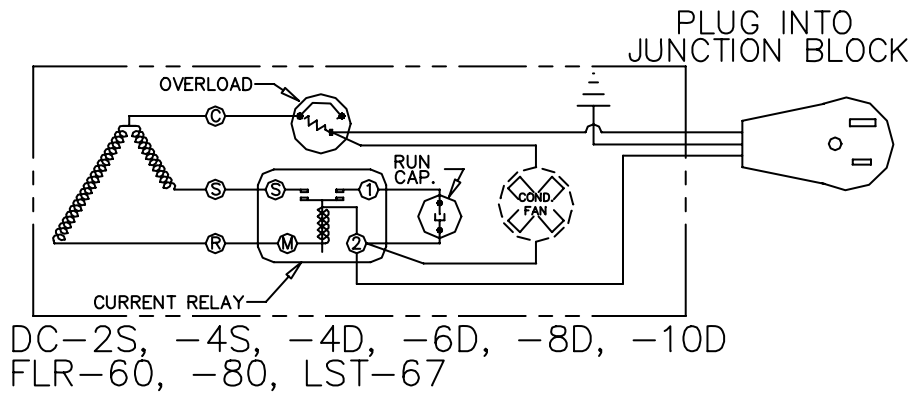 PLUG INTO
JUNCTION BLOCK
OVERLOAD
C
RUN
CAP.
S
S
1
COND.
FAN
R
M
2
CURRENT RELAY
DC-2S, -4S, -4D, -6D, -8D, -10D
FLR-60, -80, LST-67